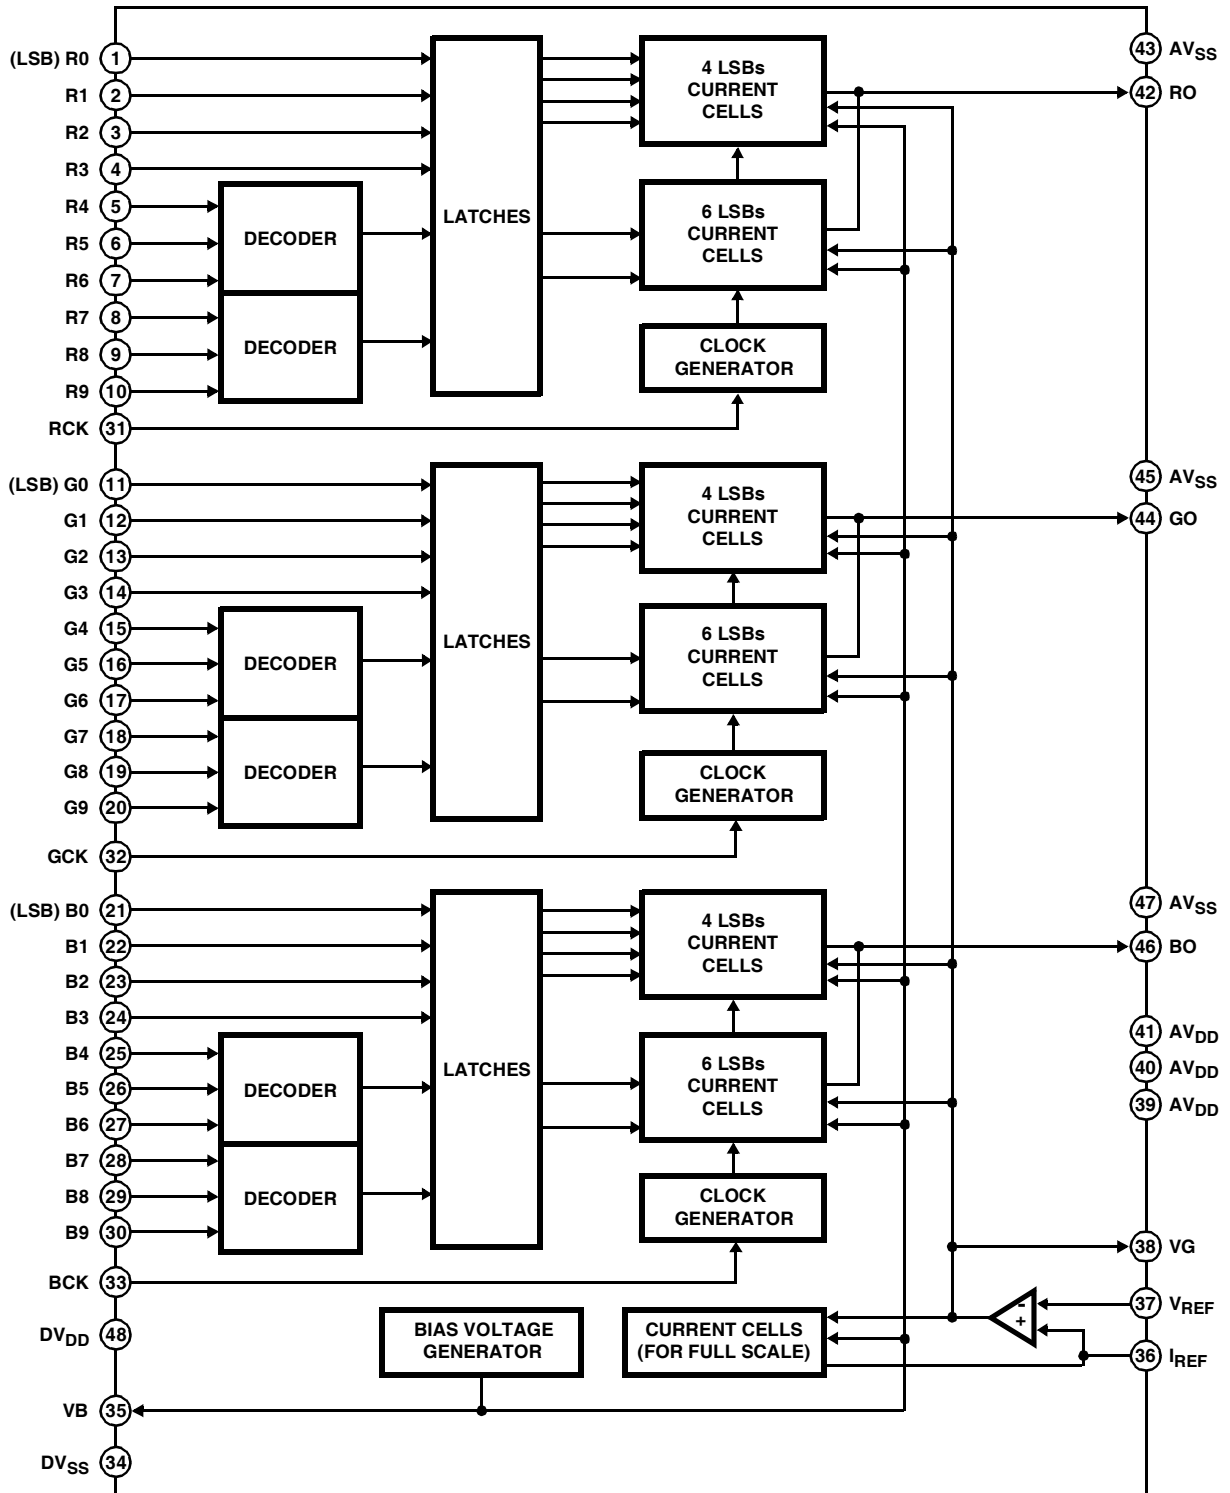 (LSB) R0 1
R1 2
R2 3
R3 4
R4 5
R5 6
R6 7
R7 8
R8 9
R9 10
RCK 31
DECODER
DECODER
LATCHES
4 LSBs
CURRENT
CELLS
6 LSBs
CURRENT
CELLS
CLOCK
GENERATOR
43 AVSS
42 RO
(LSB) G0 11
G1 12
G2 13
G3 14
G4 15
G5 16
G6 17
G7 18
G8 19
G9 20
GCK 32
DECODER
DECODER
LATCHES
4 LSBs
CURRENT
CELLS
6 LSBs
CURRENT
CELLS
CLOCK
GENERATOR
45 AVSS
44 GO
(LSB) B0 21
B1 22
B2 23
B3 24
B4 25
B5 26
B6 27
B7 28
B8 29
B9 30
BCK 33
DECODER
DECODER
LATCHES
4 LSBs
CURRENT
CELLS
6 LSBs
CURRENT
CELLS
CLOCK
GENERATOR
47 AVSS
46 BO
41 AVDD
40 AVDD
39 AVDD
38 VG
37 VREF
36 IREF
-
+
DVDD 48
VB 35
DVSS 34
BIAS VOLTAGE
GENERATOR
CURRENT CELLS
(FOR FULL SCALE)